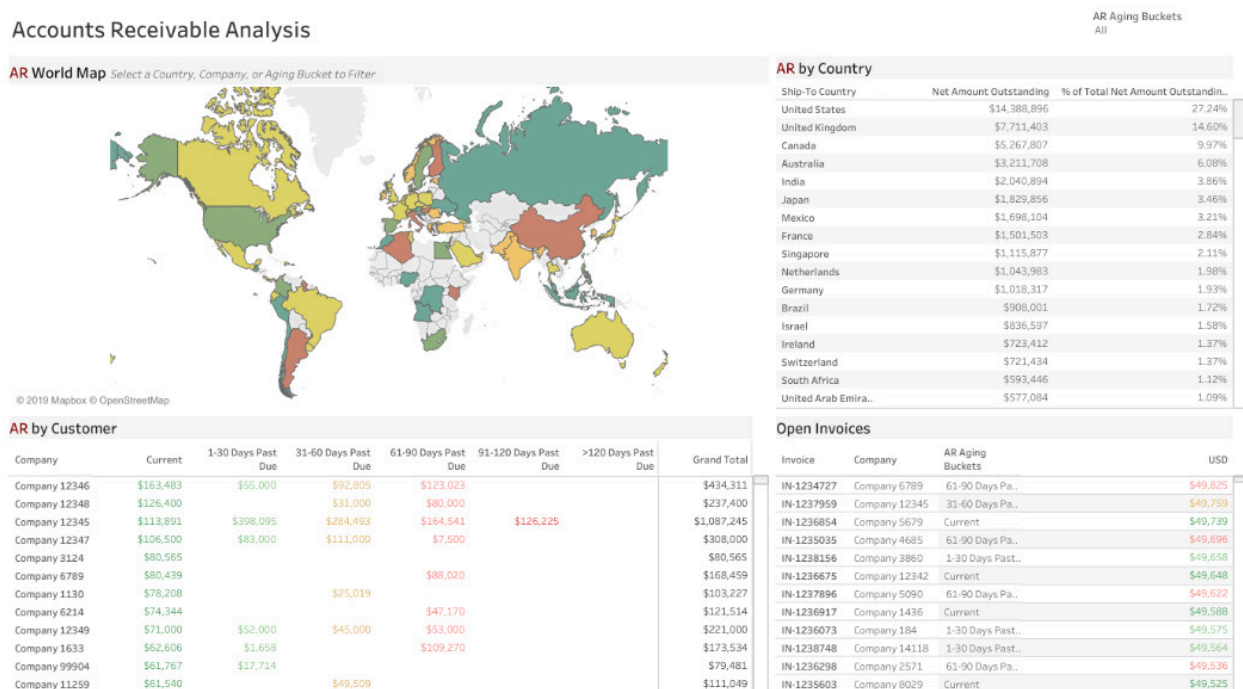 Accounts Receivable Analysis
AR Aging Buckets
All
AR World Map Select a Country, Company, or Aging Bucket to Filter
© 2019 Mapbox © OpenStreetMap
AR by Country
Ship-To Country Net Amount Outstanding % of Total Net Amount Outstandin..
United States $14,388,896 27.24%
United Kingdom $7,711,403 14.60%
Canada $5,267,807 9.97%
Australia $3,211,708 6.08%
India $2,040,894 3.86%
Japan $1,829,856 3.46%
Mexico $1,698,104 3.21%
France $1,501,503 2.84%
Singapore $1,115,877 2.11%
Netherlands $1,043,983 1.98%
Germany $1,018,317 1.93%
Brazil $908,001 1.72%
Israel $836,597 1.58%
Ireland $723,412 1.37%
Switzerland $721,434 1.37%
South Africa $593,446 1.12%
United Arab Emira.. $577,084 1.09%
AR by Customer
Company Current 1-30 Days Past Due 31-60 Days Past Due 61-90 Days Past Due 91-120 Days Past Due >120 Days Past Due Grand Total
Company 12346 $163,483 $55,000 $92,805 $123,023 $434,311
Company 12348 $126,400 $31,000 $80,000 $237,400
Company 12345 $113,891 $398,095 $284,493 $164,541 $126,225 $1,087,245
Company 12347 $106,500 $83,000 $111,000 $7,500 $308,000
Company 3124 $80,565 $80,565
Company 6789 $80,439 $88,020 $168,459
Company 1130 $78,208 $25,019 $103,227
Company 6214 $74,344 $47,170 $121,514
Company 12349 $71,000 $52,000 $45,000 $53,000 $221,000
Company 1633 $62,606 $1,658 $109,270 $173,534
Company 99904 $61,767 $17,714 $79,481
Company 11259 $61,540 $49,509 $111,049
Open Invoices
Invoice Company AR Aging Buckets USD
IN-1234727 Company 6789 61-90 Days Pa.. $49,825
IN-1237959 Company 12345 31-60 Days Pa.. $49,759
IN-1236854 Company 5679 Current $49,739
IN-1235035 Company 4685 61-90 Days Pa.. $49,696
IN-1238156 Company 3860 1-30 Days Past.. $49,658
IN-1236675 Company 12342 Current $49,648
IN-1237896 Company 5090 61-90 Days Pa.. $49,622
IN-1236917 Company 1436 Current $49,588
IN-1236073 Company 184 1-30 Days Past.. $49,575
IN-1238748 Company 14118 1-30 Days Past.. $49,564
IN-1236298 Company 2571 61-90 Days Pa.. $49,536
IN-1235603 Company 8029 Current $49,525